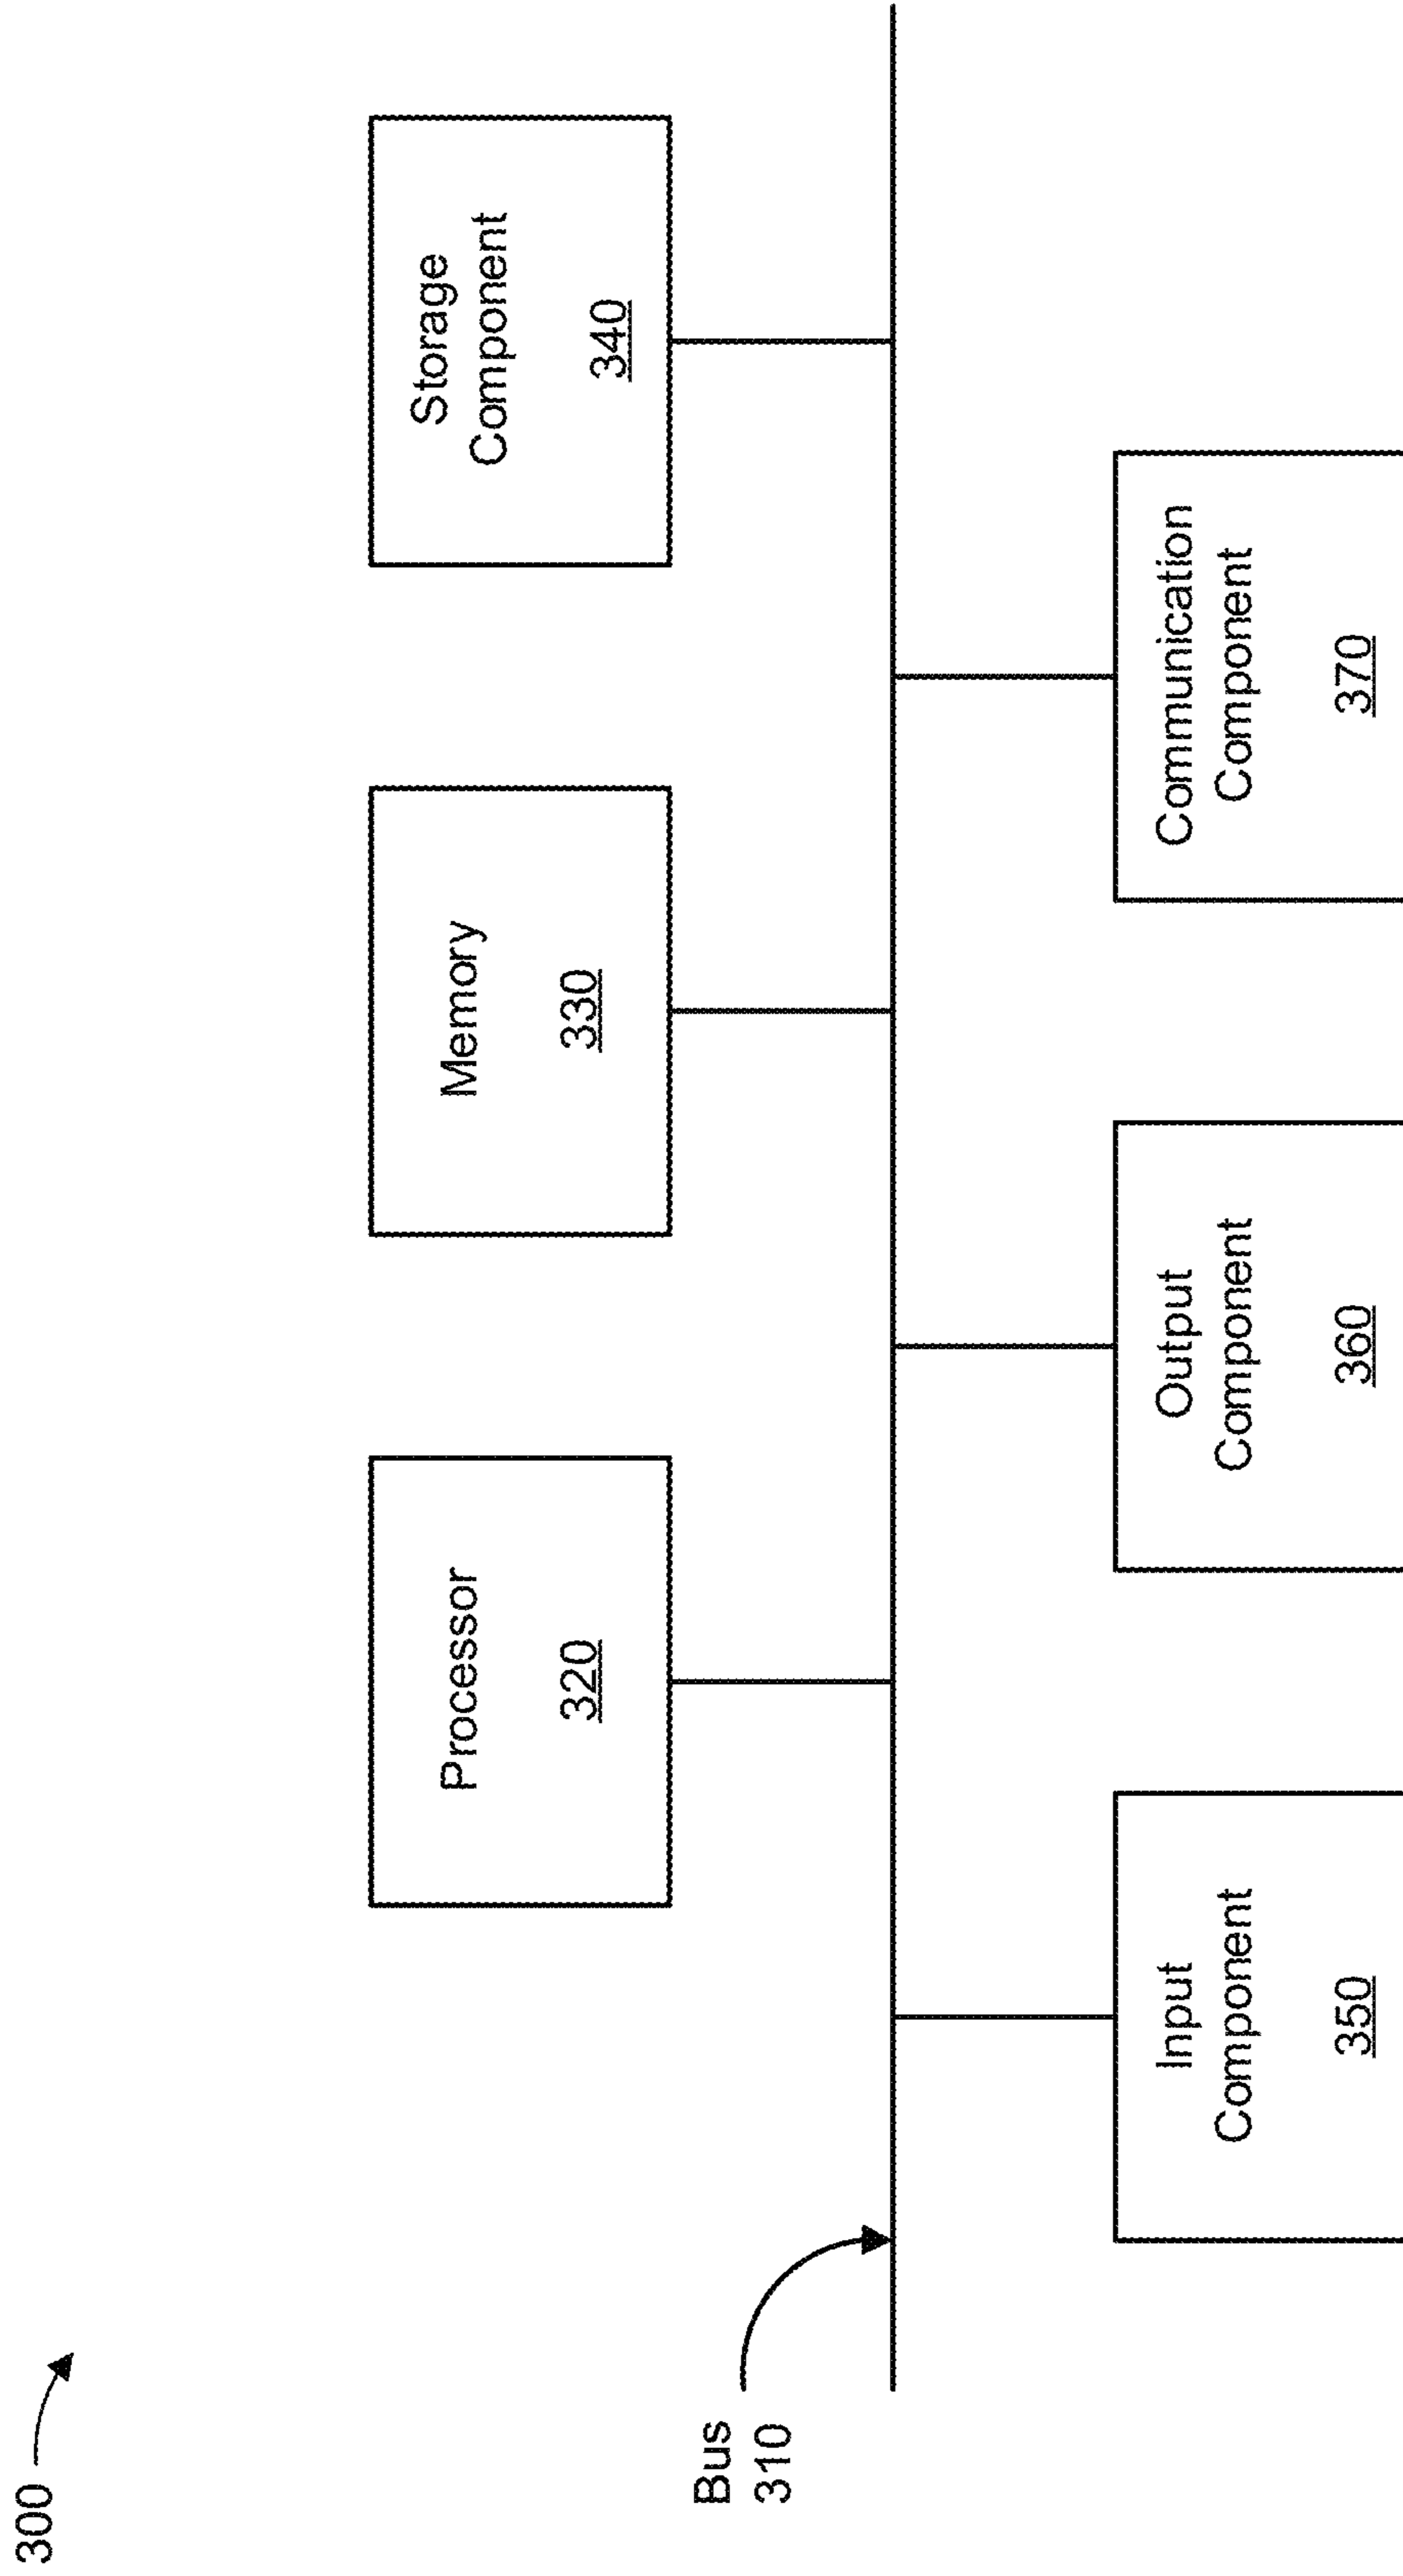 300
Processor
320
Memory
330
Storage
Component
340
Bus
310
Input
Component
350
Output
Component
360
Communication
Component
370